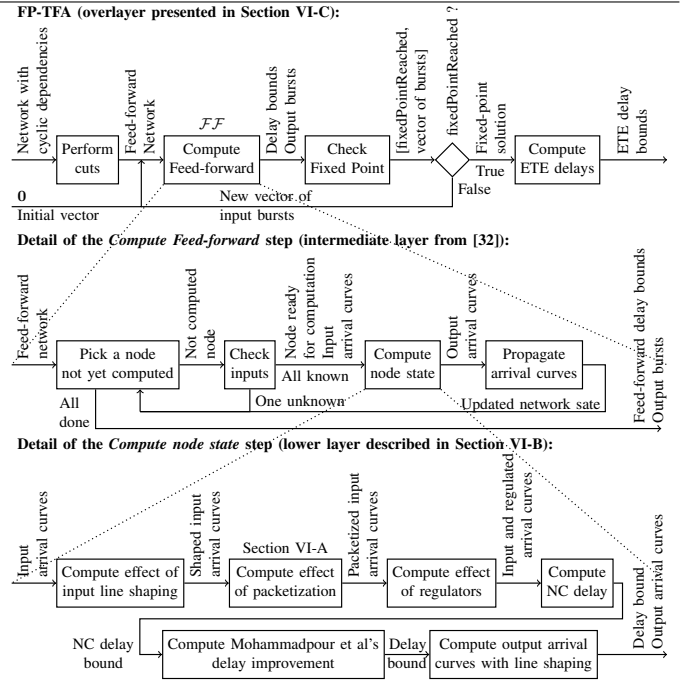 FP-TFA (overlayer presented in Section VI-C):
Network with
cyclic dependencies
Perform
cuts
Feed-forward
Network
FF
Compute
Feed-forward
Delay bounds
Output bursts
Check
Fixed Point
[fixedPointReached,
vector of bursts]
fixedPointReached ?
Fixed-point
solution
True
False
Compute
ETE delays
ETE delay
bounds
0
Initial vector
New vector of
input bursts
Detail of the Compute Feed-forward step (intermediate layer from [32]):
Feed-forward
network
Pick a node
not yet computed
Not computed
node
Check
inputs
Node ready
for computation
Input
arrival curves
All known
One unknown
Compute
node state
Output
arrival curves
Propagate
arrival curves
Updated network sate
All
done
Feed-forward delay bounds
Output bursts
Detail of the Compute node state step (lower layer described in Section VI-B):
Input
arrival curves
Compute effect of
input line shaping
Shaped input
arrival curves
Section VI-A
Compute effect
of packetization
Packetized input
arrival curves
Compute effect
of regulators
Input and regulated
arrival curves
Compute
NC delay
NC delay
bound
Compute Mohammadpour et al's
delay improvement
Delay
bound
Compute output arrival
curves with line shaping
Delay bound
Output arrival curves